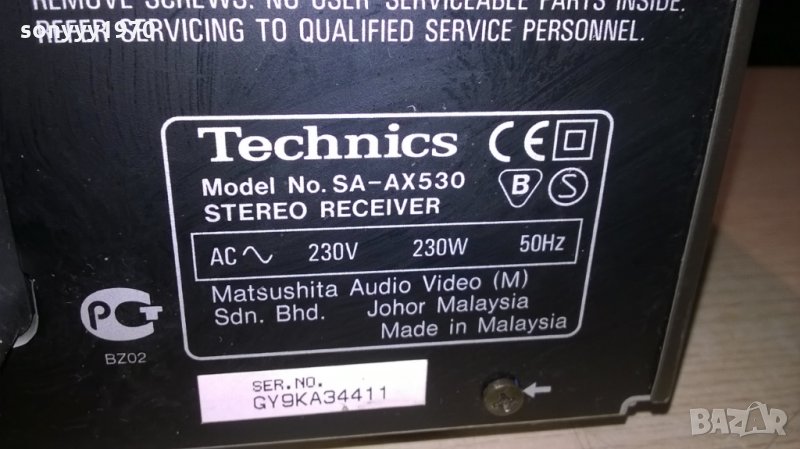 REMOVE SCREWS. NO USER SERVICEABLE PARTS INSIDE.
REFER SERVICING TO QUALIFIED SERVICE PERSONNEL.
sonyyy1970
Technics CE
Model No. SA-AX530 B S
STEREO RECEIVER
AC 230V 230W 50Hz
Matsushita Audio Video (M)
Sdn. Bhd. Johor Malaysia
Made in Malaysia
PCT
BZ02
SER.NO.
GY9KA34411
BAZAR